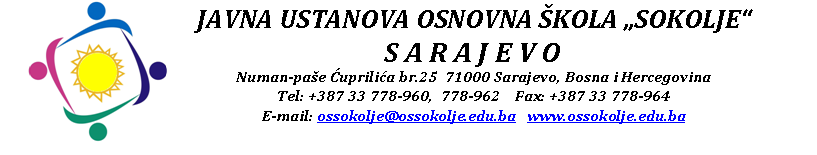 JAVNA USTANOVA OSNOVNA ŠKOLA „SOKOLJE“
S A R A J E V O
Numan-paše Ćuprilića br.25 71000 Sarajevo, Bosna i Hercegovina
Tel: +387 33 778-960, 778-962 Fax: +387 33 778-964
E-mail: ossokolje@ossokolje.edu.ba www.ossokolje.edu.ba